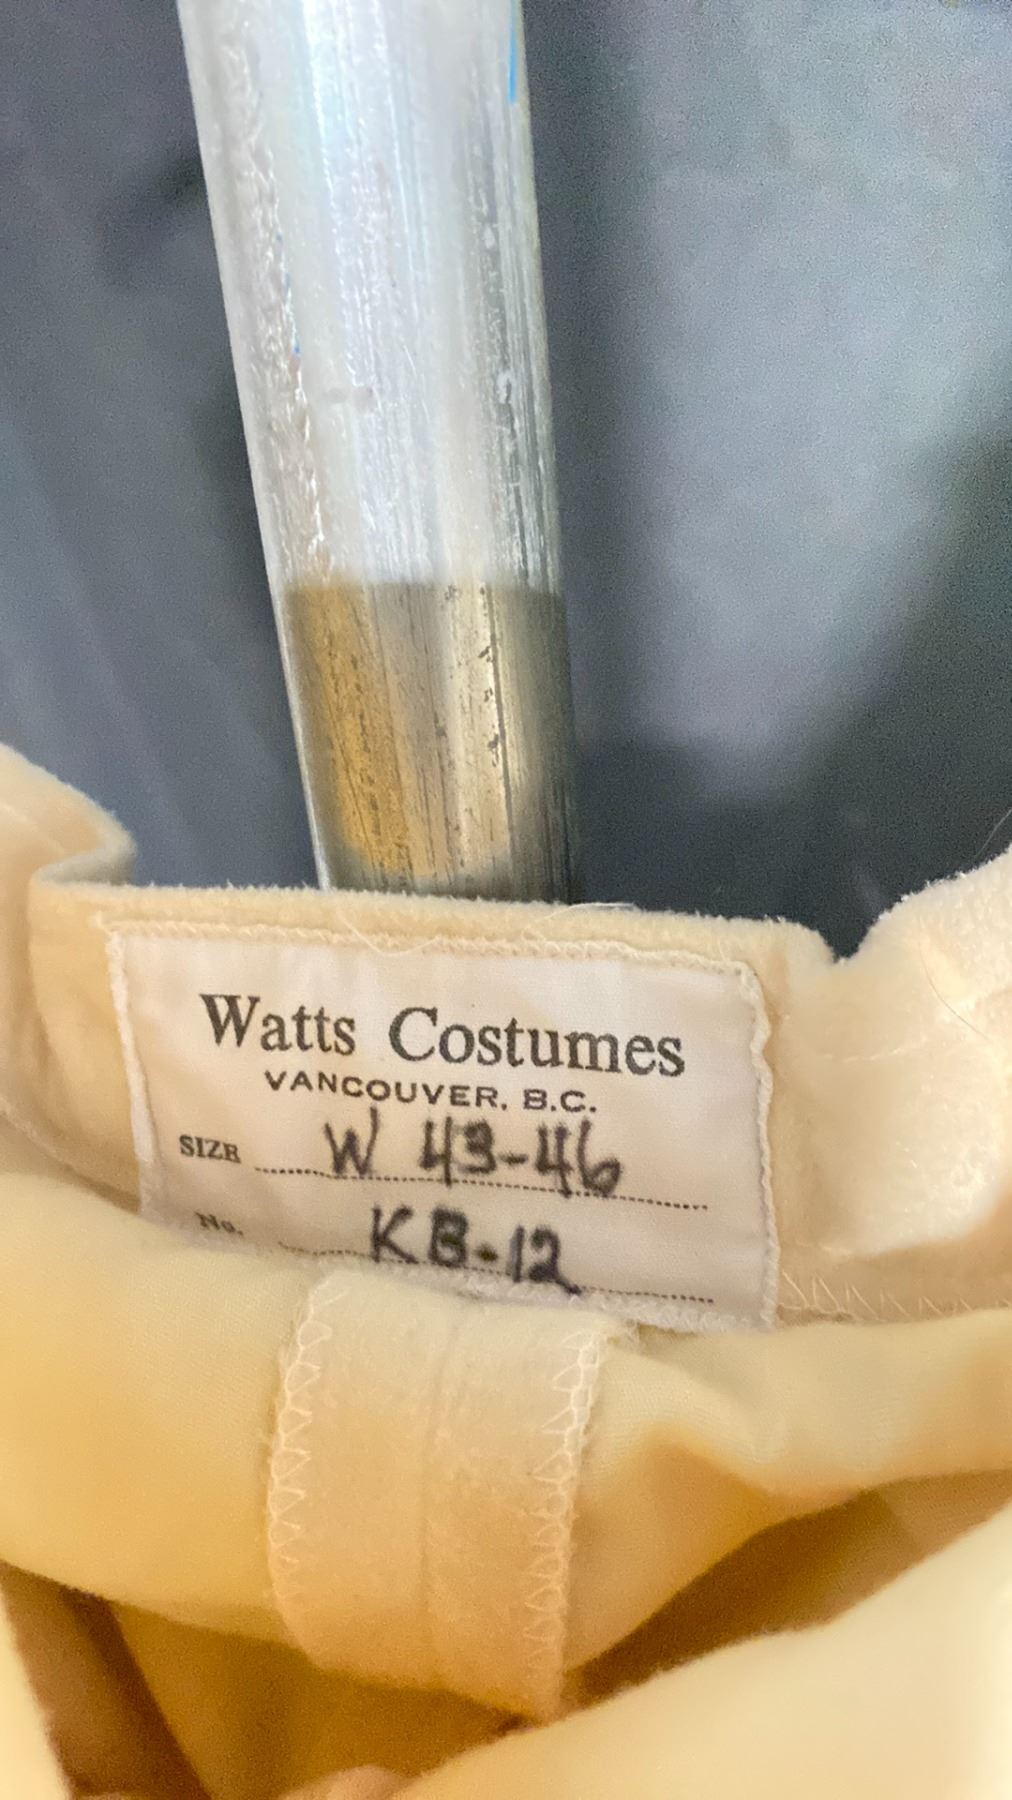 Watts Costumes
VANCOUVER, B.C.
SIZE W 43-46
No. KB-12